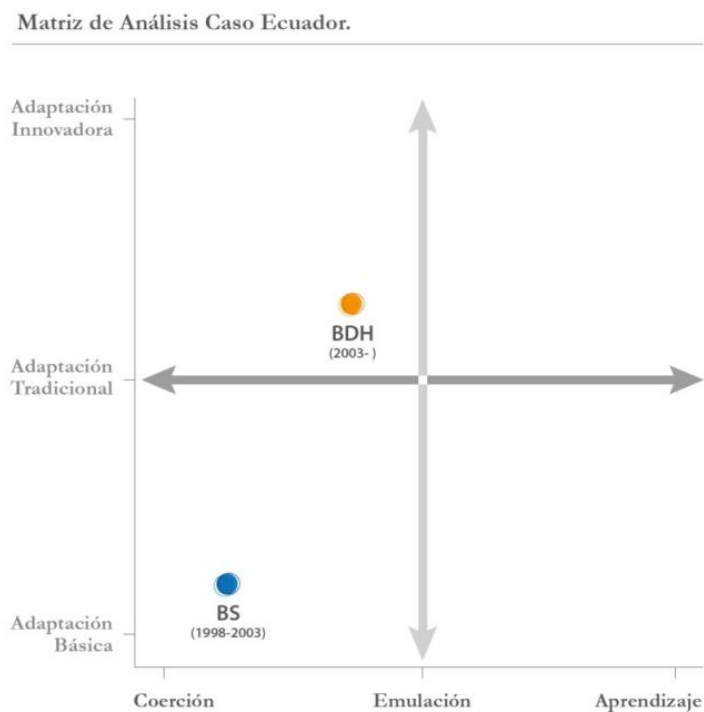 Matriz de Análisis Caso Ecuador.
Adaptación
Innovadora
BDH
(2003- )
Adaptación
Tradicional
BS
(1998-2003)
Adaptación
Básica
Coerción Emulación Aprendizaje